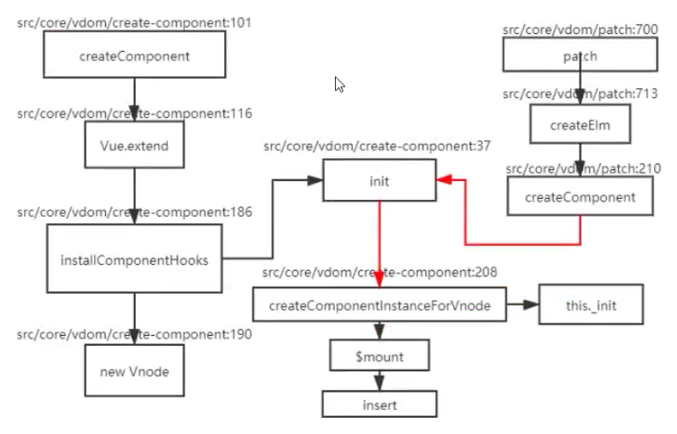 src/core/vdom/create-component:101
createComponent
src/core/vdom/create-component:116
Vue.extend
src/core/vdom/create-component:186
installComponentHooks
src/core/vdom/create-component:190
new Vnode
src/core/vdom/create-component:37
init
src/core/vdom/create-component:208
createComponentInstanceForVnode
this._init
$mount
insert
src/core/vdom/patch:700
patch
src/core/vdom/patch:713
createElm
src/core/vdom/patch:210
createComponent